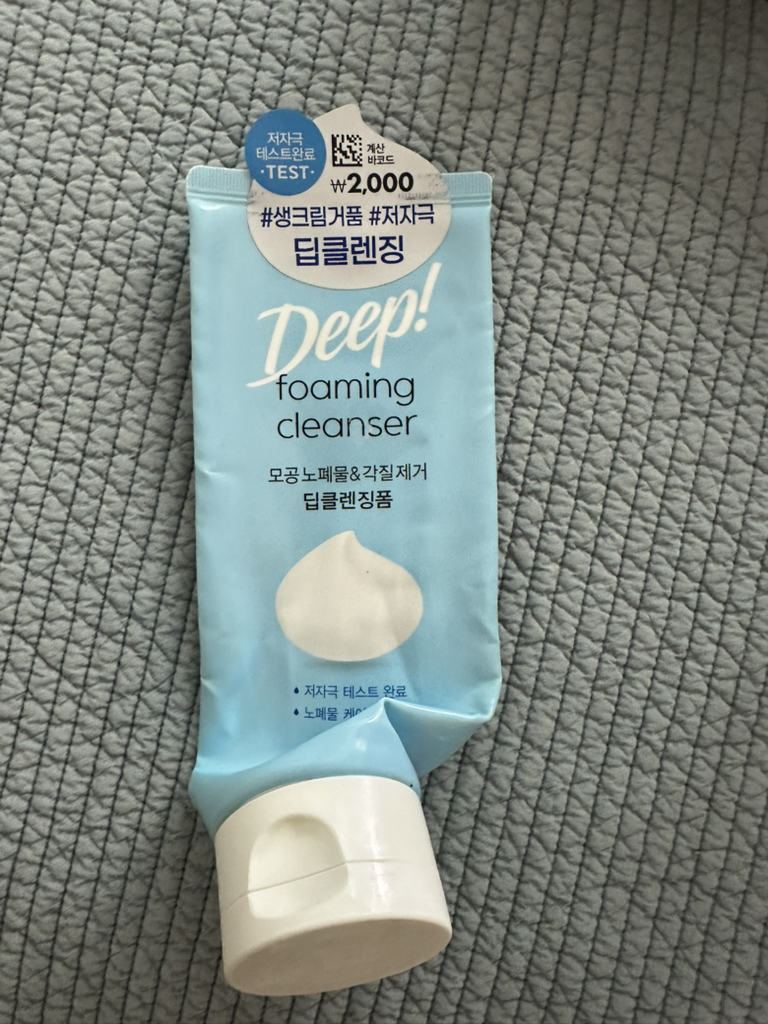 저자극
테스트완료
·TEST·
계산
바코드
₩2,000
#생크림거품 #저자극
딥클렌징
Deep!
foaming
cleanser
모공 노폐물&각질 제거
딥클렌징폼
저자극 테스트 완료
노폐물